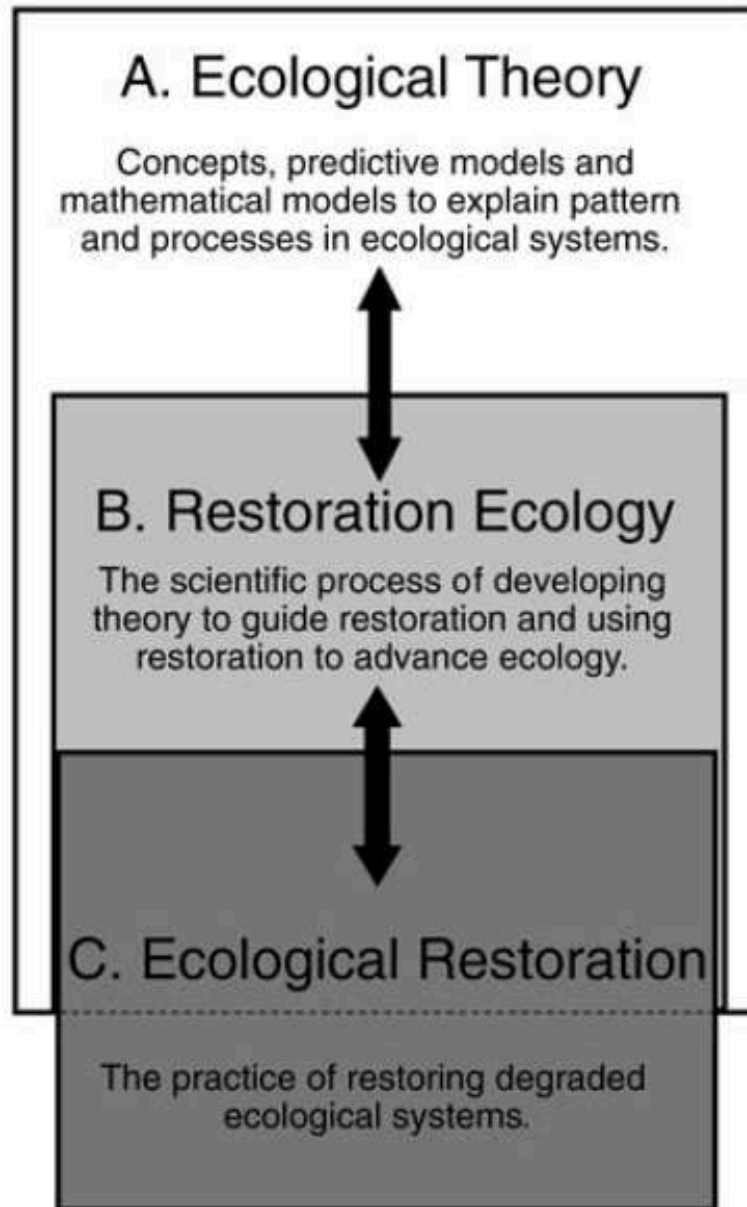 A. Ecological Theory
Concepts, predictive models and
mathematical models to explain pattern
and processes in ecological systems.
B. Restoration Ecology
The scientific process of developing
theory to guide restoration and using
restoration to advance ecology.
C. Ecological Restoration
The practice of restoring degraded
ecological systems.